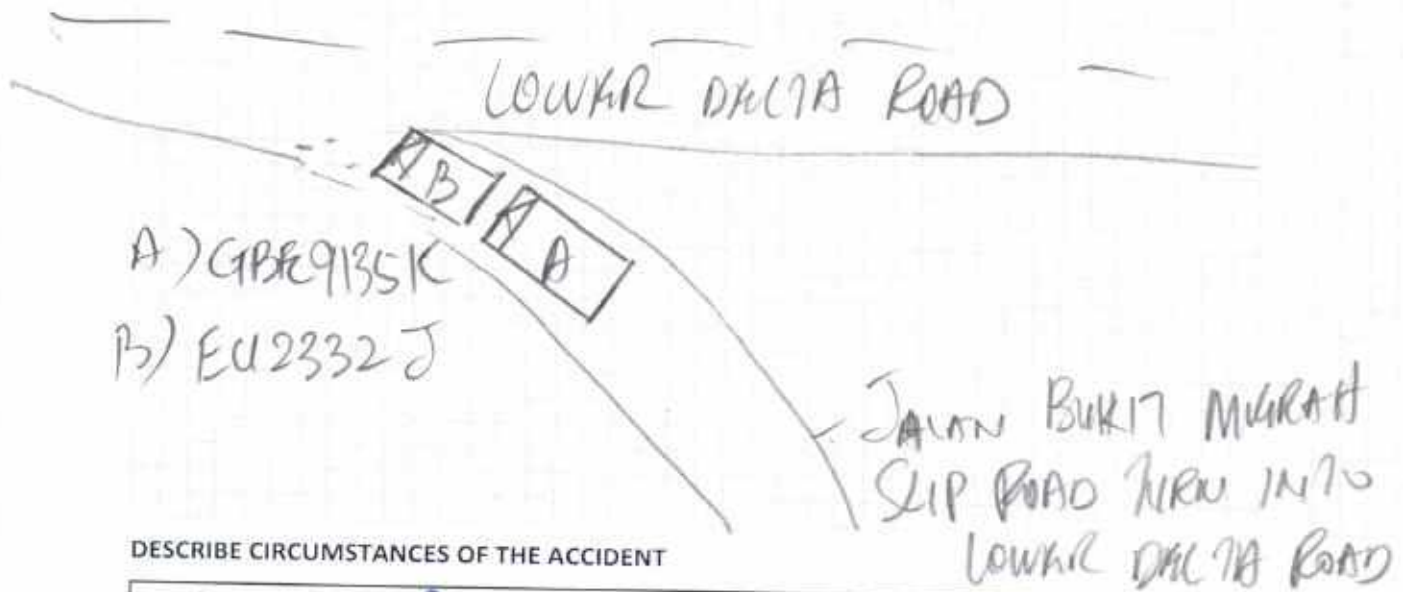 LOWER DELTA ROAD
B
A
A) GBE9135K
B) EU2332J
JALAN BUKIT MERAH
SLIP ROAD TURN INTO
LOWER DELTA ROAD
DESCRIBE CIRCUMSTANCES OF THE ACCIDENT